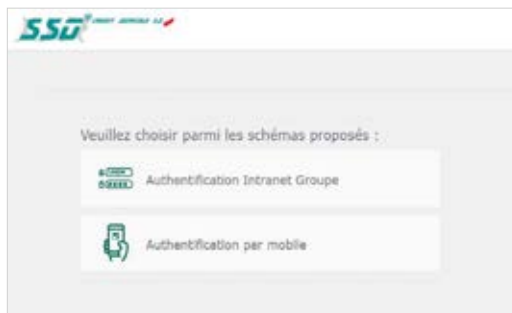 SSO
Veuillez choisir parmi les schémas proposés :
Authentification Intranet Groupe
Authentification par mobile